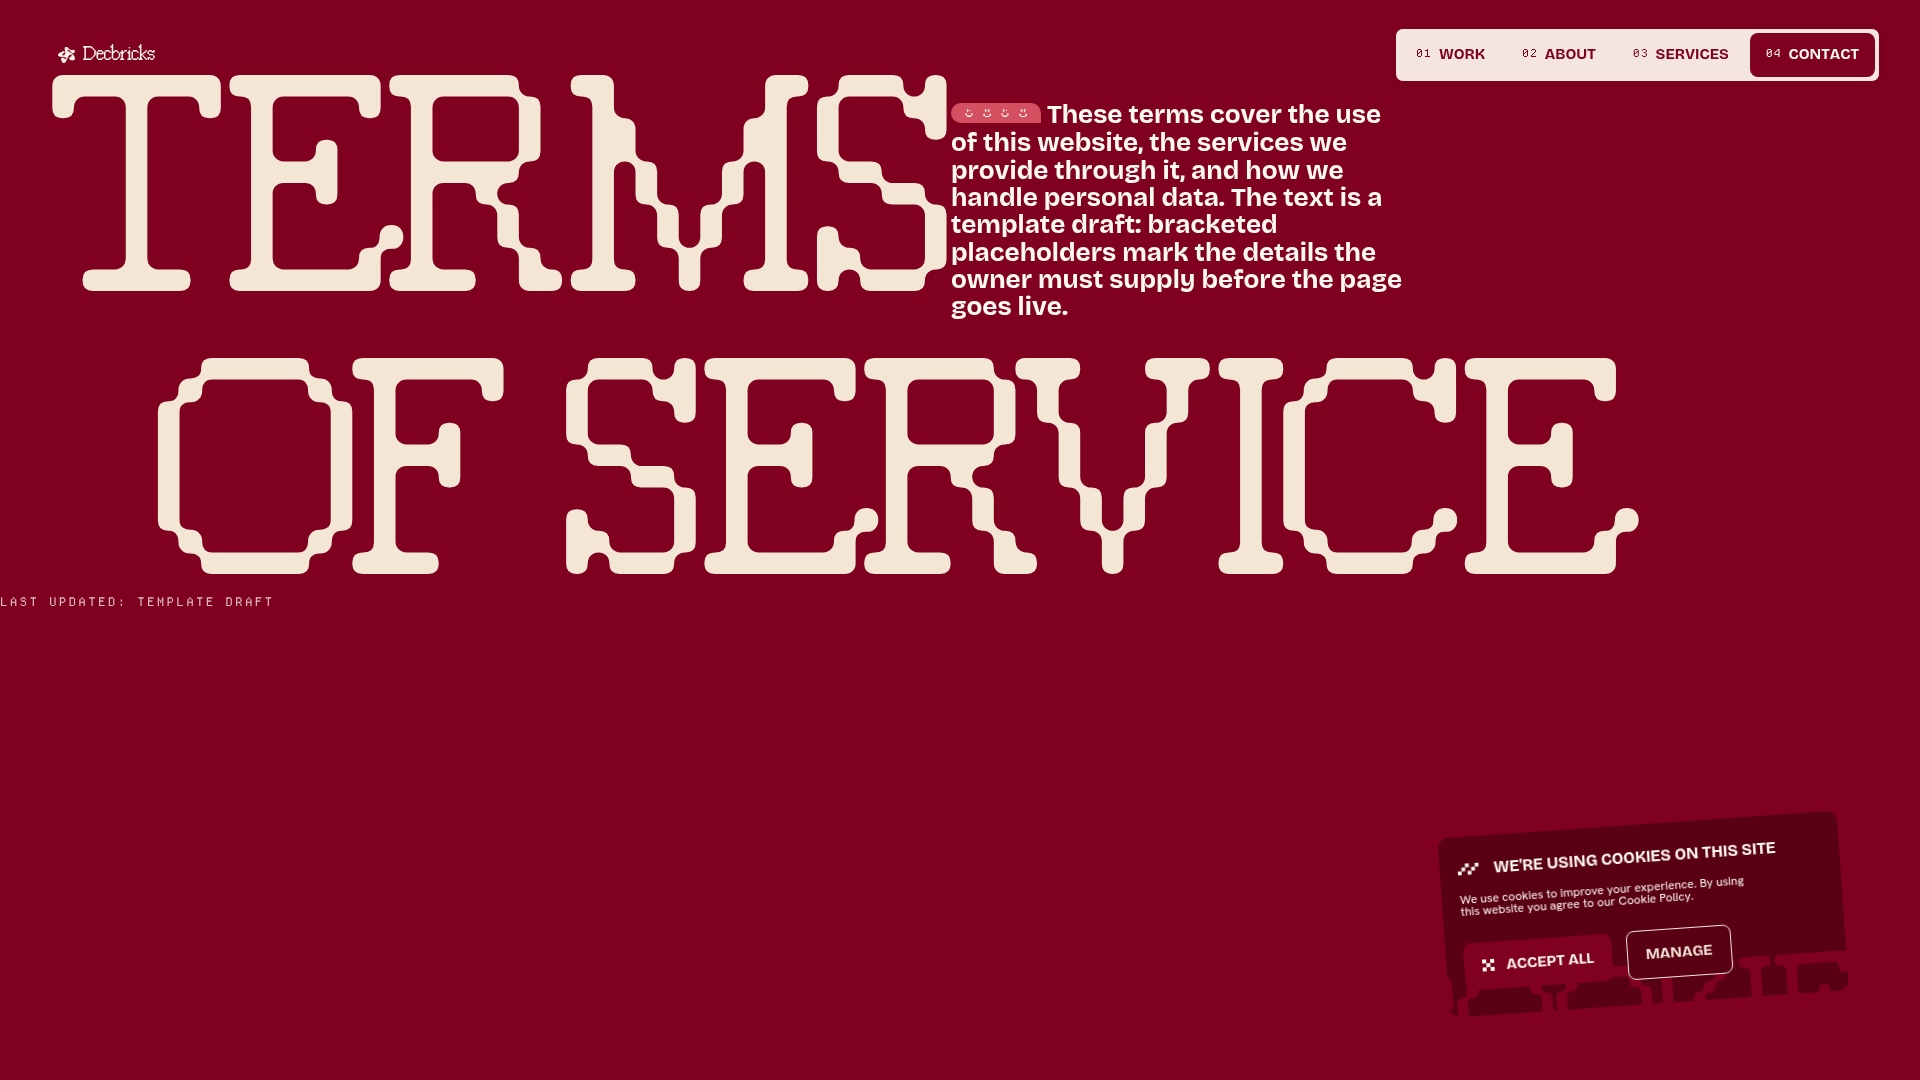 Decbricks
01 WORK 02 ABOUT 03 SERVICES 04 CONTACT
TERMS
These terms cover the use
of this website, the services we
provide through it, and how we
handle personal data. The text is a
template draft: bracketed
placeholders mark the details the
owner must supply before the page
goes live.
OF SERVICE
LAST UPDATED: TEMPLATE DRAFT
WE'RE USING COOKIES ON THIS SITE
We use cookies to improve your experience. By using
this website you agree to our Cookie Policy.
ACCEPT ALL
MANAGE